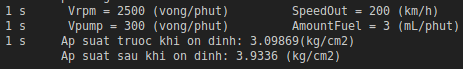 1 s Vrpm = 2500 (vong/phut) SpeedOut = 200 (km/h)
1 s Vpump = 300 (vong/phut) AmountFuel = 3 (mL/phut)
1 s Ap suat truoc khi on dinh: 3.09869(kg/cm2)
Ap suat sau khi on dinh: 3.9336 (kg/cm2)